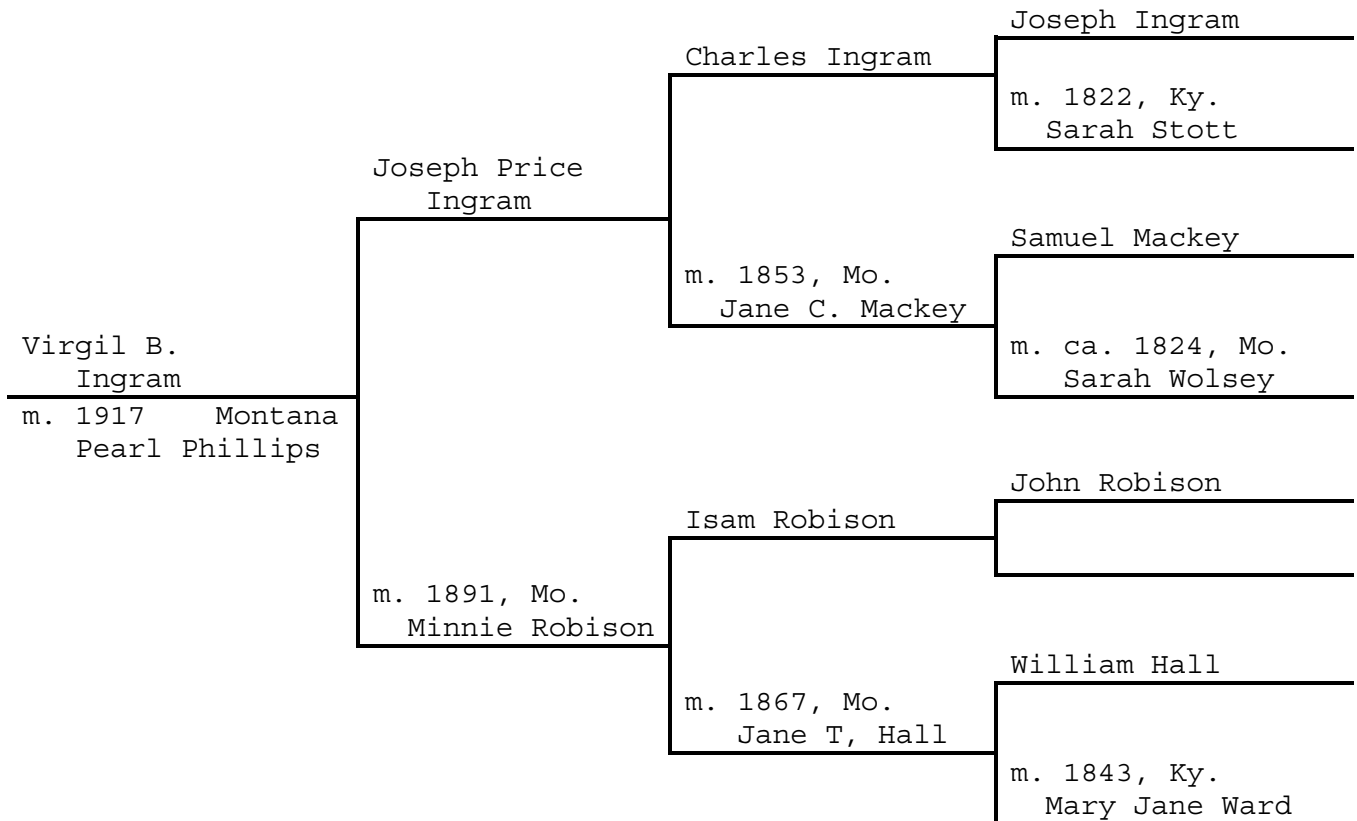 Joseph Ingram
Charles Ingram
m. 1822, Ky.
Sarah Stott
Joseph Price
Ingram
Samuel Mackey
m. 1853, Mo.
Jane C. Mackey
Virgil B.
Ingram
m. ca. 1824, Mo.
Sarah Wolsey
m. 1917 Montana
Pearl Phillips
John Robison
Isam Robison
m. 1891, Mo.
Minnie Robison
William Hall
m. 1867, Mo.
Jane T, Hall
m. 1843, Ky.
Mary Jane Ward